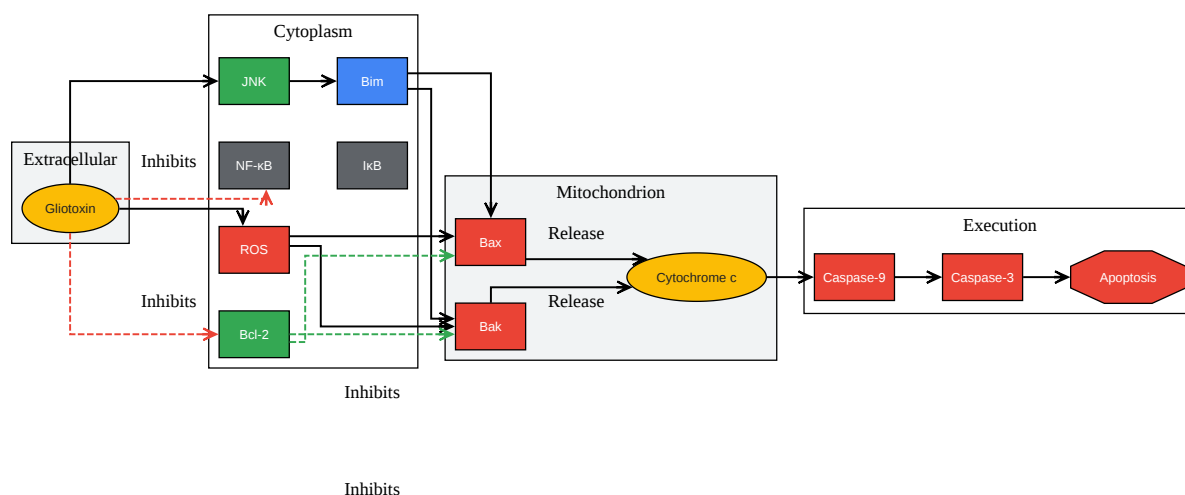 Cytoplasm
JNK
Bim
Extracellular
Inhibits
NF-κB
IκB
Gliotoxin
Mitochondrion
ROS
Bax
Release
Execution
Cytochrome c
Caspase-9
Caspase-3
Apoptosis
Inhibits
Release
Bcl-2
Bak
Inhibits
Inhibits